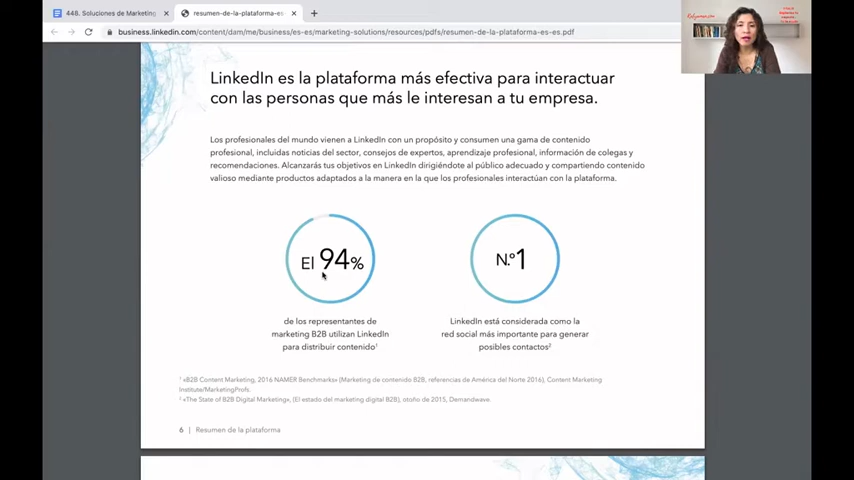 448. Soluciones de Marketing
resumen-de-la-plataforma-es-
business.linkedin.com/content/dam/me/business/es-es/marketing-solutions/resources/pdfs/resumen-de-la-plataforma-es-es.pdf
LinkedIn es la plataforma más efectiva para interactuar
con las personas que más le interesan a tu empresa.
Los profesionales del mundo vienen a LinkedIn con un propósito y consumen una gama de contenido
profesional, incluidas noticias del sector, consejos de expertos, aprendizaje profesional, información de colegas y
recomendaciones. Alcanzarás tus objetivos en LinkedIn dirigiéndote al público adecuado y compartiendo contenido
valioso mediante productos adaptados a la manera en la que los profesionales interactúan con la plataforma.
El 94%
de los representantes de
marketing B2B utilizan LinkedIn
para distribuir contenido¹
N.º1
LinkedIn está considerada como la
red social más importante para generar
posibles contactos²
¹ «B2B Content Marketing, 2016 NAMER Benchmarks» (Marketing de contenido B2B, referencias de América del Norte 2016), Content Marketing
Institute/MarketingProfs.
² «The State of B2B Digital Marketing», (El estado del marketing digital B2B), otoño de 2015, Demandwave.
6 | Resumen de la plataforma